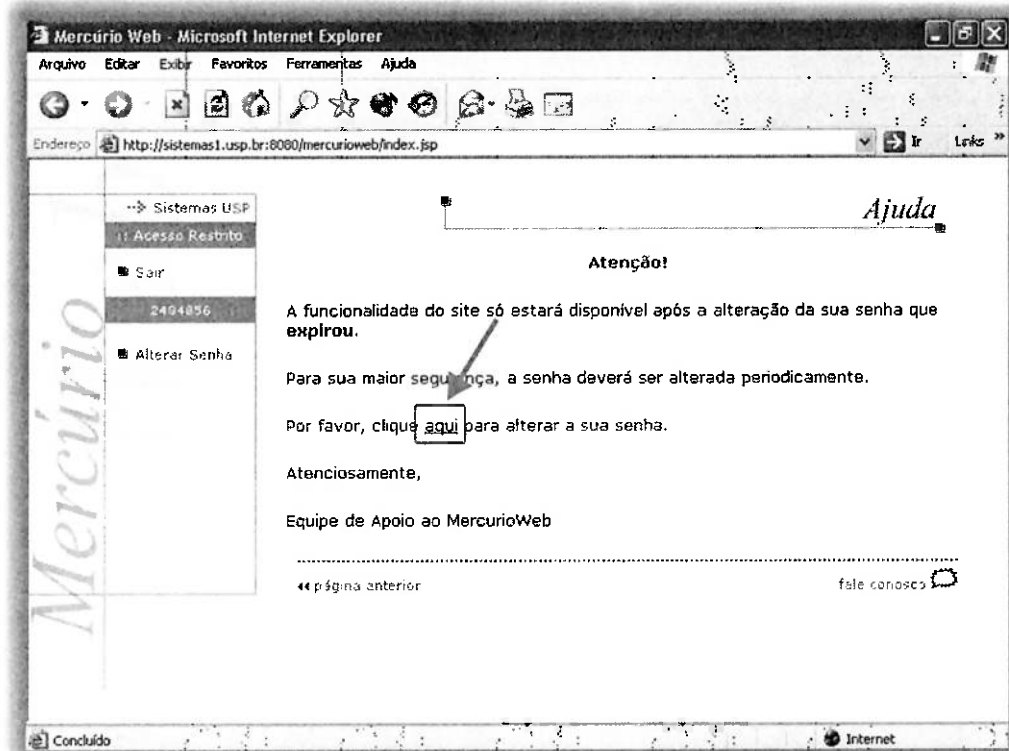 Mercúrio Web - Microsoft Internet Explorer
Arquivo Editar Exibir Favoritos Ferramentas Ajuda
Endereço http://sistemas1.usp.br:8080/mercurioweb/index.jsp Ir Links »
Mercúrio
Sistemas USP
:: Acesso Restrito
Sair
2404056
Alterar Senha
Ajuda
Atenção!
A funcionalidade do site só estará disponível após a alteração da sua senha que
expirou.
Para sua maior segurança, a senha deverá ser alterada periodicamente.
Por favor, clique aqui para alterar a sua senha.
Atenciosamente,
Equipe de Apoio ao MercurioWeb
página anterior fale conosco
Concluído Internet